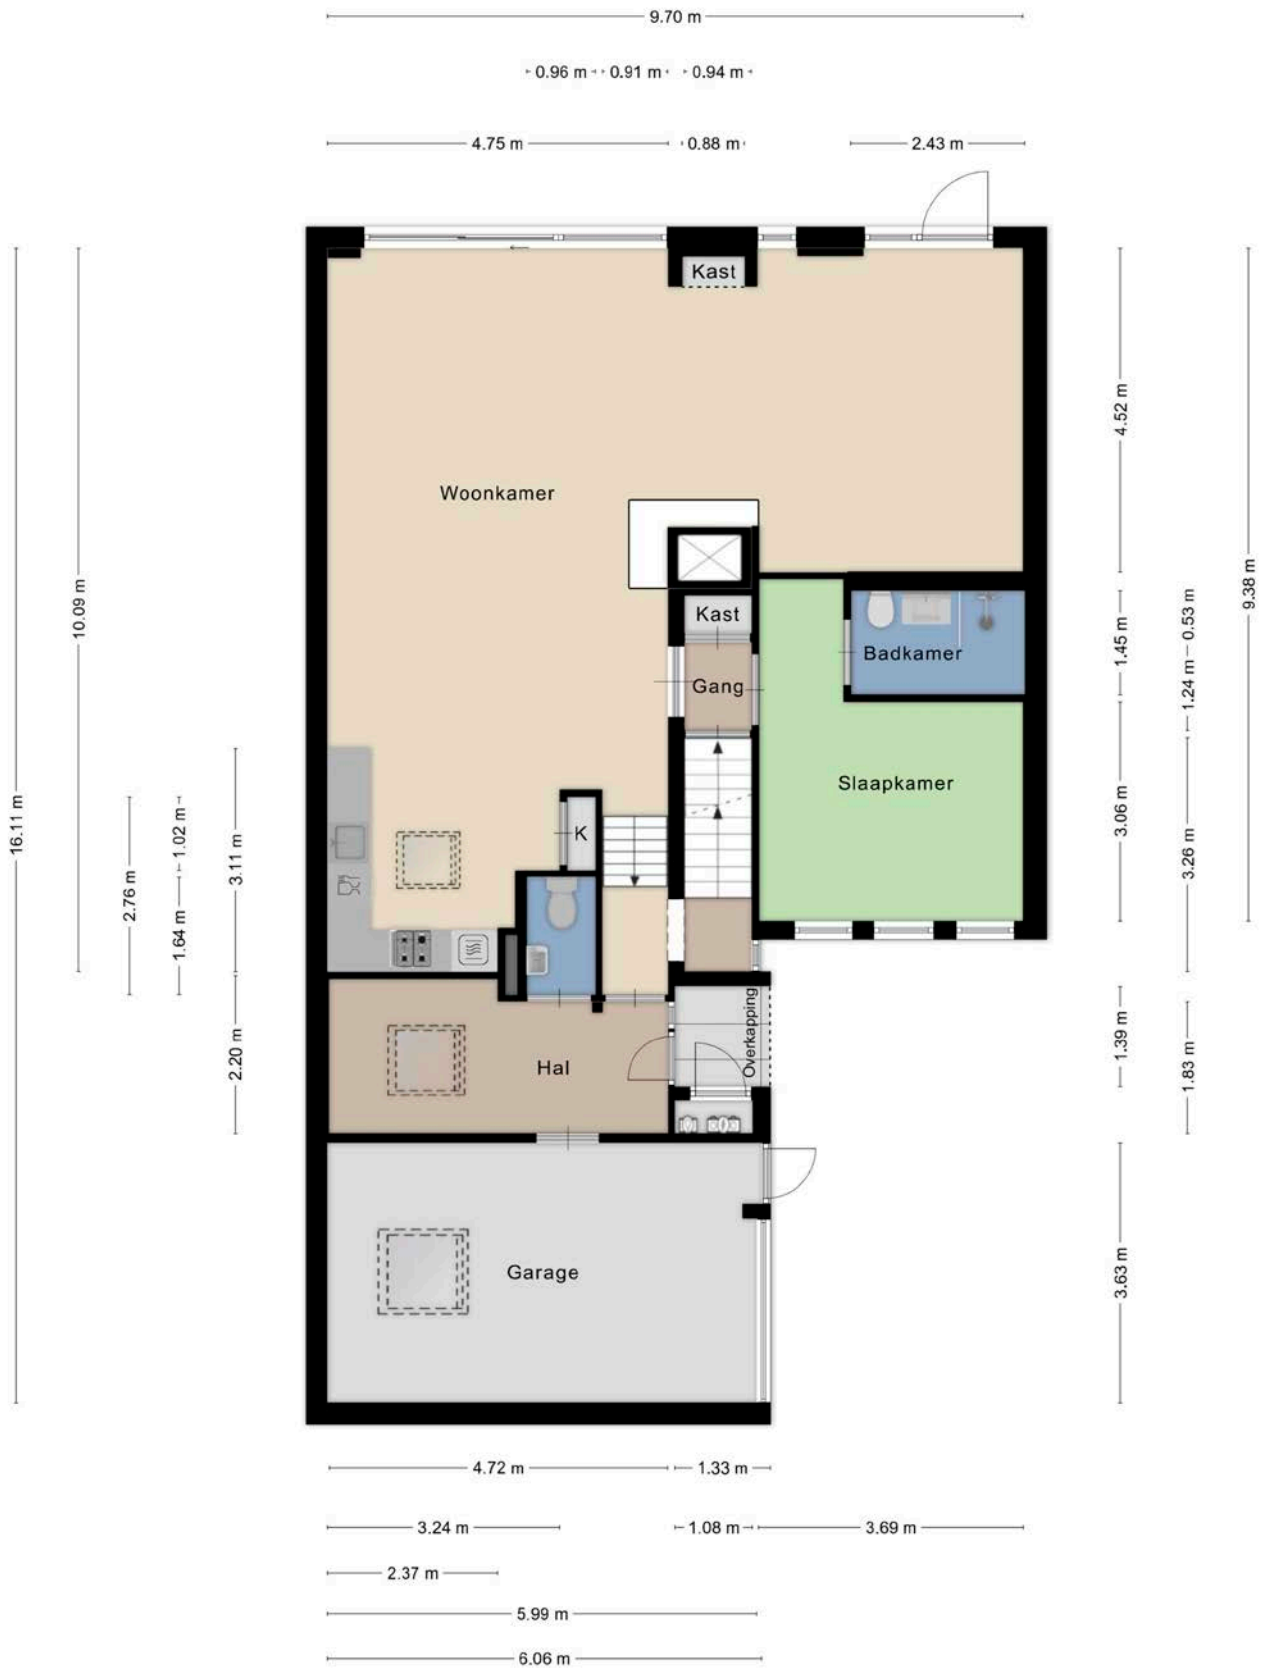 9.70 m
0.96 m
0.91 m
0.94 m
4.75 m
0.88 m
2.43 m
Kast
4.52 m
Woonkamer
9.38 m
10.09 m
Kast
0.53 m
1.45 m
Badkamer
1.24 m
Gang
Slaapkamer
16.11 m
3.06 m
1.02 m
K
3.11 m
3.26 m
2.76 m
1.64 m
2.20 m
Hal
Overkapping
1.39 m
1.83 m
Garage
3.63 m
4.72 m
1.33 m
3.24 m
1.08 m
3.69 m
2.37 m
5.99 m
6.06 m